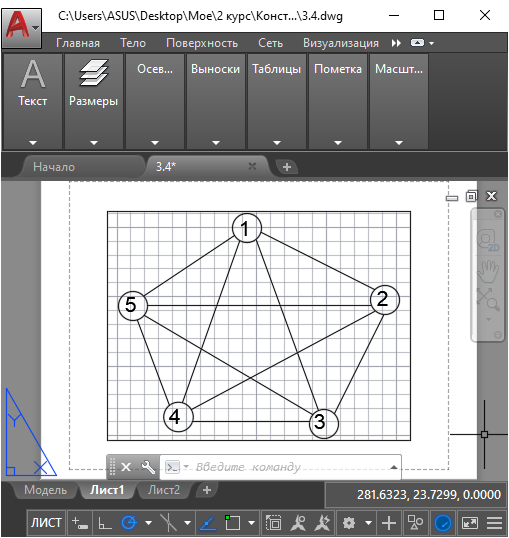 C:\Users\ASUS\Desktop\Мое\2 курс\Конст...\3.4.dwg
Главная Тело Поверхность Сеть Визуализация
Текст Размеры Осев... Выноски Таблицы Пометка Масшт...
Начало 3.4*
1
2D
5 2
4 3
Введите команду
Y
X
Модель Лист1 Лист2 +
281.6323, 23.7299, 0.0000
ЛИСТ